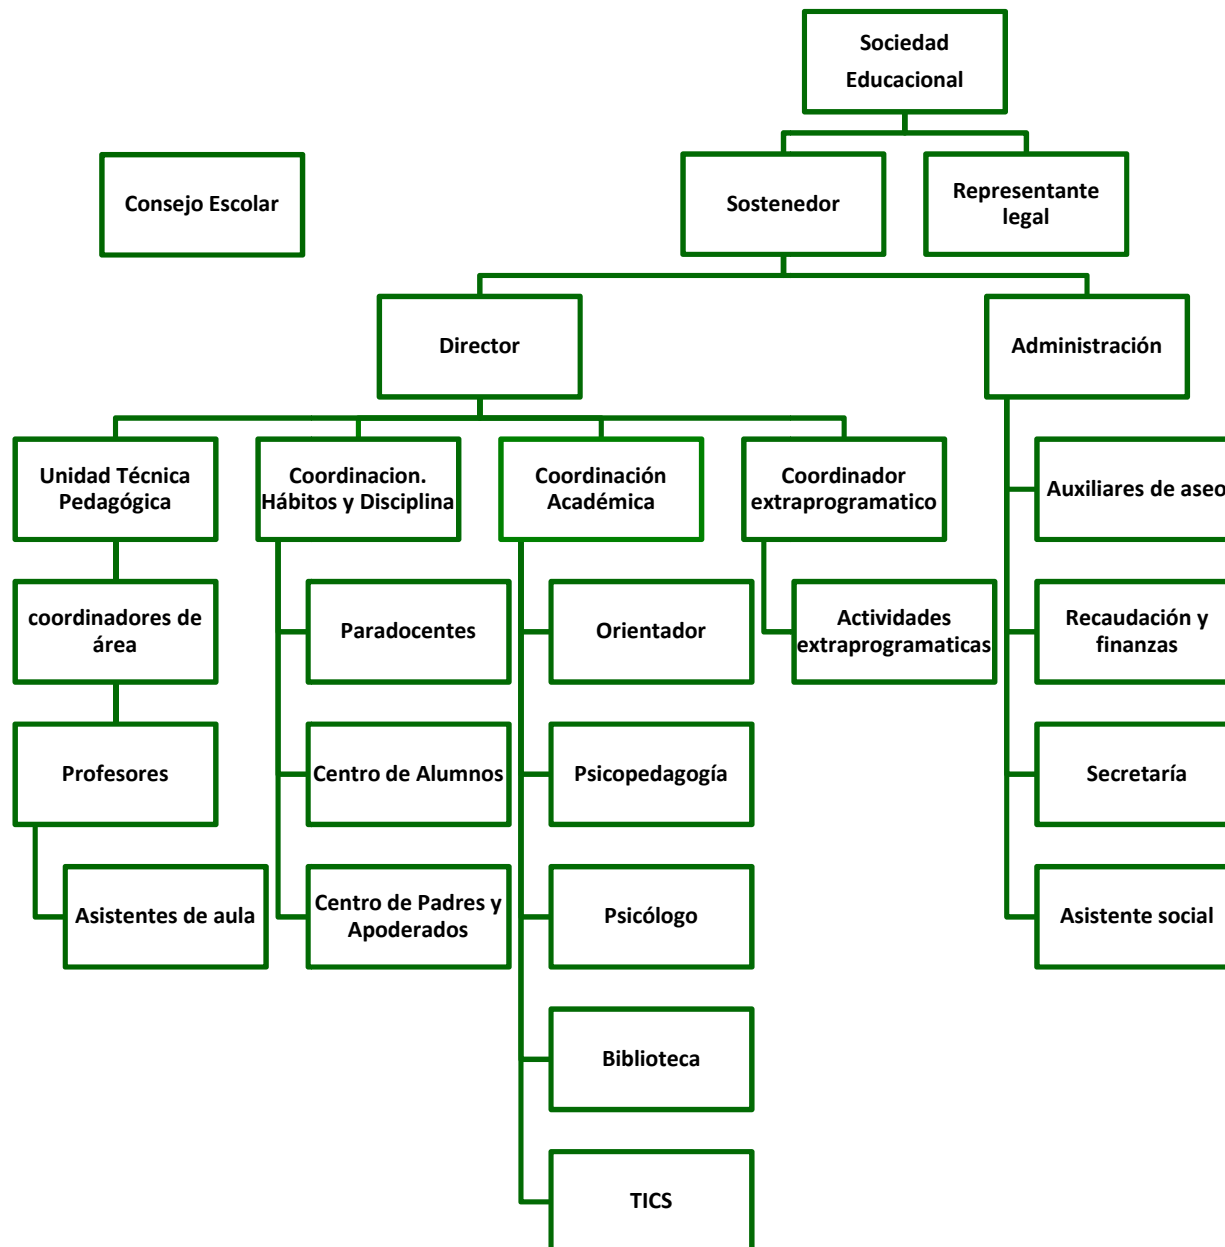 Sociedad
Educacional
Consejo Escolar
Sostenedor
Representante
legal
Director
Administración
Unidad Técnica
Pedagógica
Coordinacion.
Hábitos y Disciplina
Coordinación
Académica
Coordinador
extraprogramatico
Auxiliares de aseo
coordinadores de
área
Paradocentes
Orientador
Actividades
extraprogramaticas
Recaudación y
finanzas
Profesores
Centro de Alumnos
Psicopedagogía
Secretaría
Asistentes de aula
Centro de Padres y
Apoderados
Psicólogo
Asistente social
Biblioteca
TICS